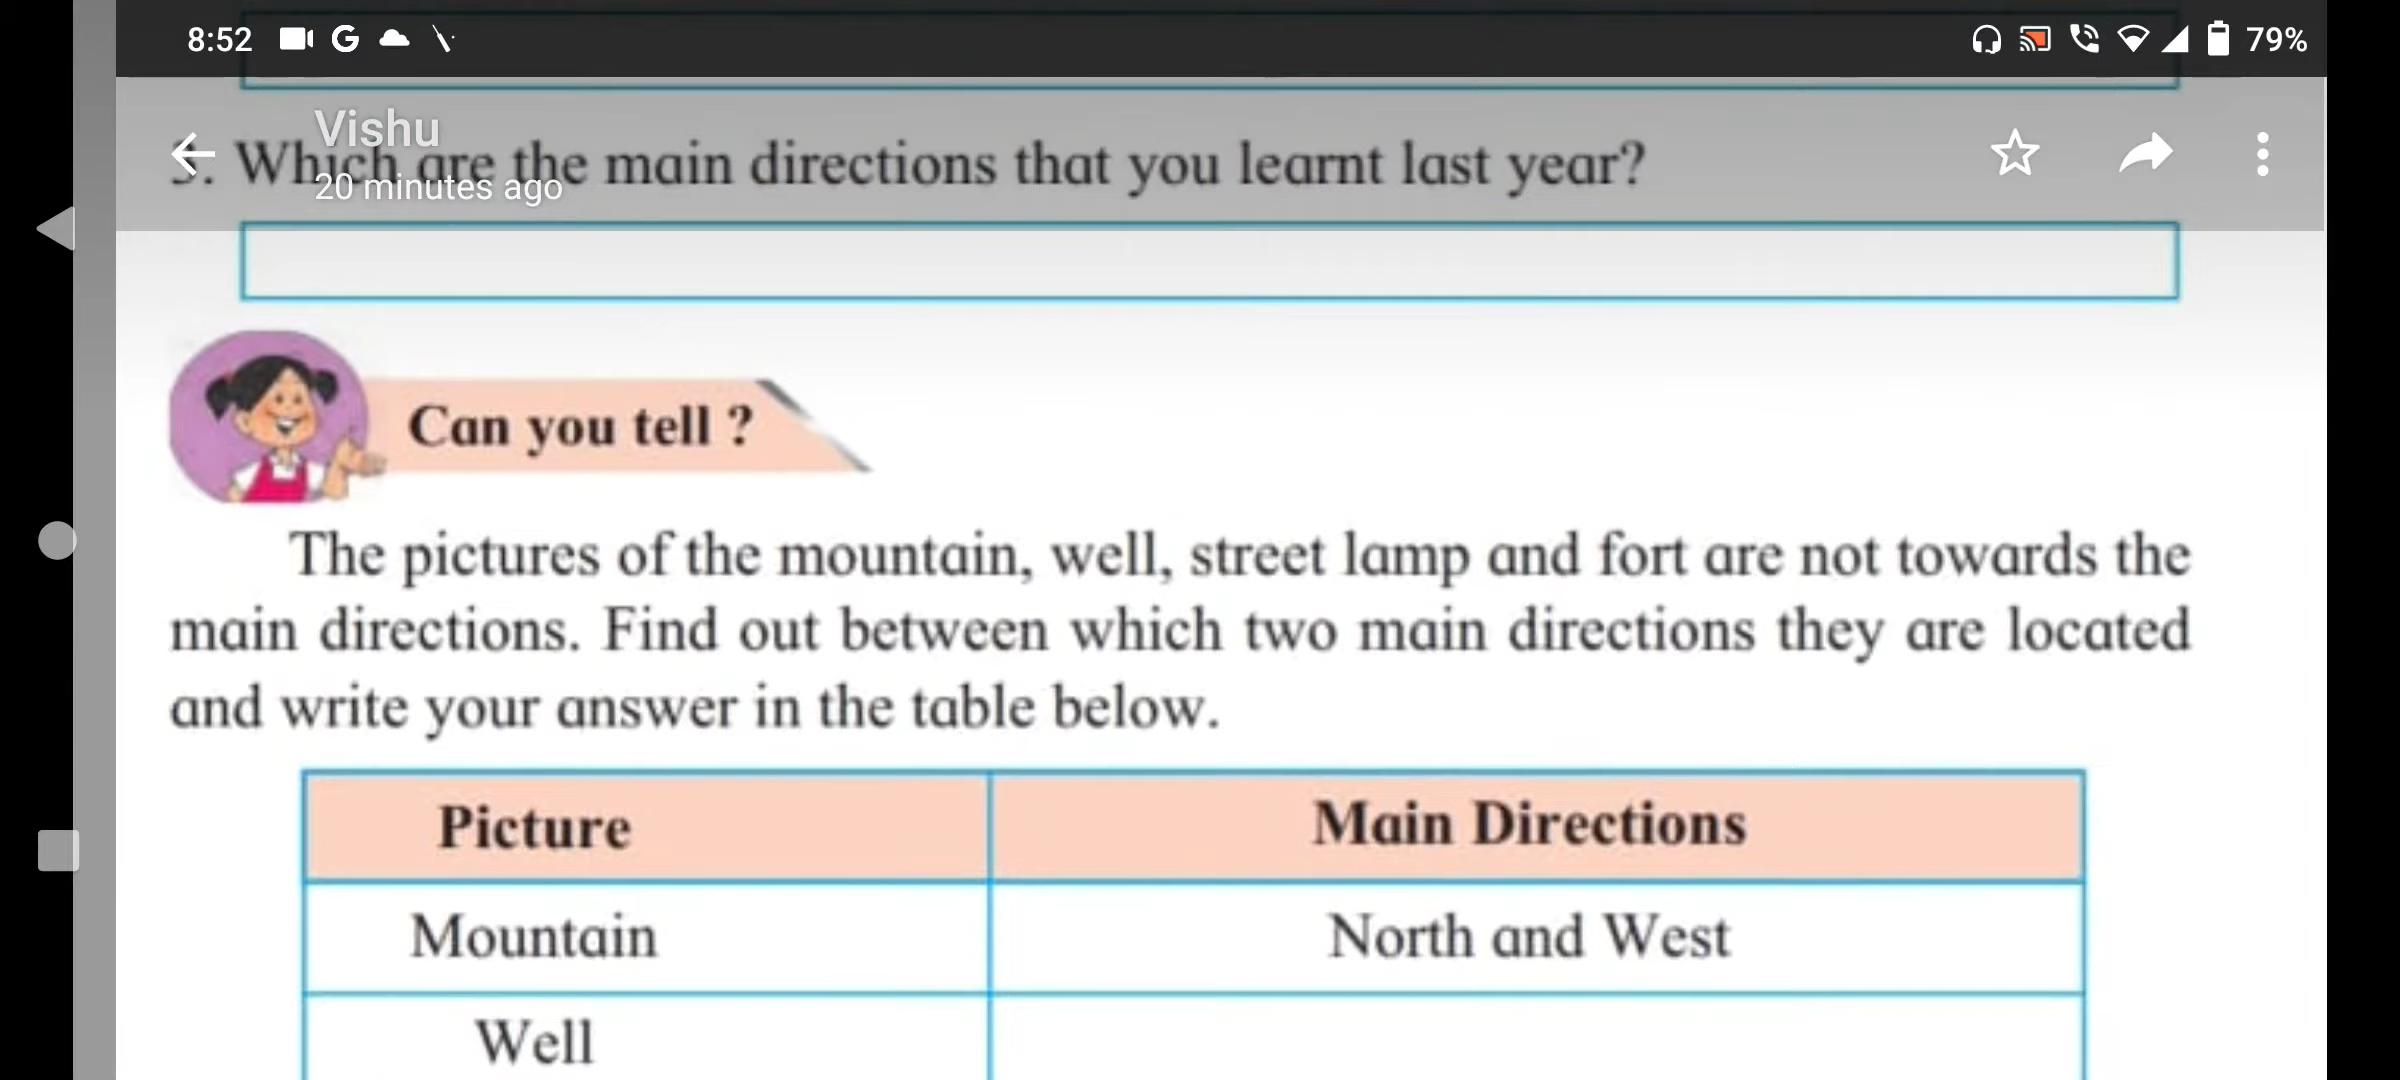 8:52
79%
Vishu
20 minutes ago
5. Which are the main directions that you learnt last year?
Can you tell ?
The pictures of the mountain, well, street lamp and fort are not towards the
main directions. Find out between which two main directions they are located
and write your answer in the table below.
Picture Main Directions
Mountain North and West
Well